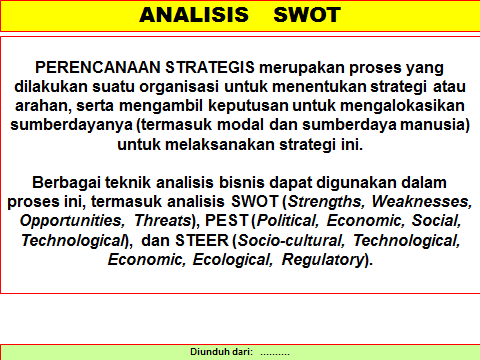 ANALISIS SWOT
PERENCANAAN STRATEGIS merupakan proses yang
dilakukan suatu organisasi untuk menentukan strategi atau
arahan, serta mengambil keputusan untuk mengalokasikan
sumberdayanya (termasuk modal dan sumberdaya manusia)
untuk melaksanakan strategi ini.
Berbagai teknik analisis bisnis dapat digunakan dalam
proses ini, termasuk analisis SWOT (Strengths, Weaknesses,
Opportunities, Threats), PEST (Political, Economic, Social,
Technological), dan STEER (Socio-cultural, Technological,
Economic, Ecological, Regulatory).
Diunduh dari: ..........